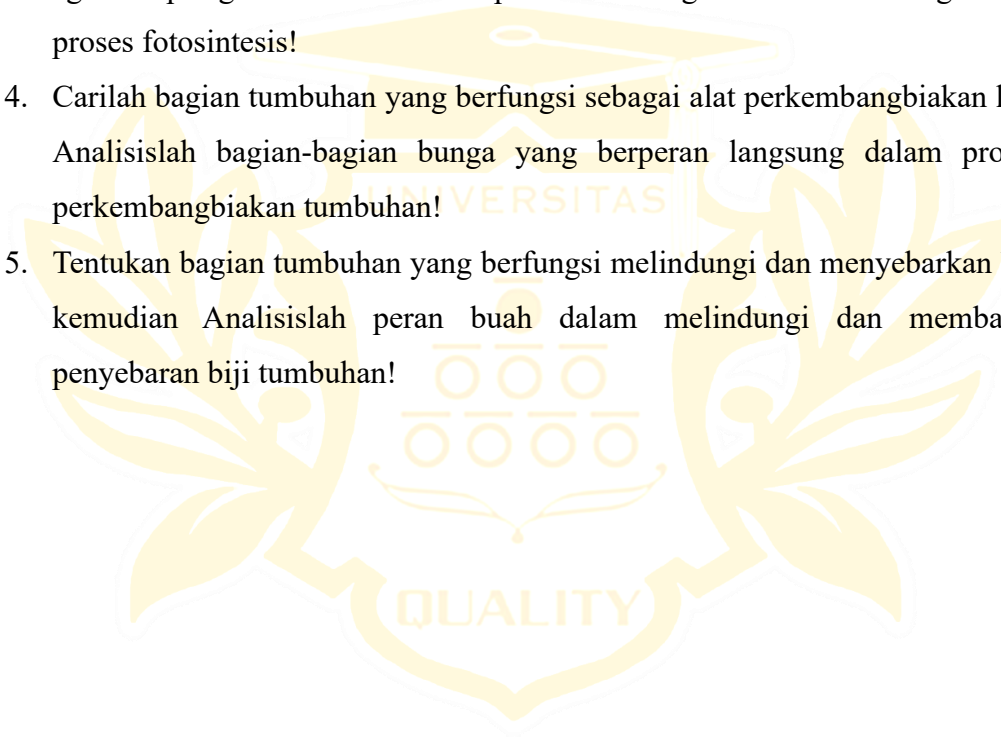 proses fotosintesis!
4. Carilah bagian tumbuhan yang berfungsi sebagai alat perkembangbiakan
Analisislah bagian-bagian bunga yang berperan langsung dalam
perkembangbiakan tumbuhan!
5. Tentukan bagian tumbuhan yang berfungsi melindungi dan menyebarkan
kemudian Analisislah peran buah dalam melindungi dan
penyebaran biji tumbuhan!
UNIVERSITAS
QUALITY